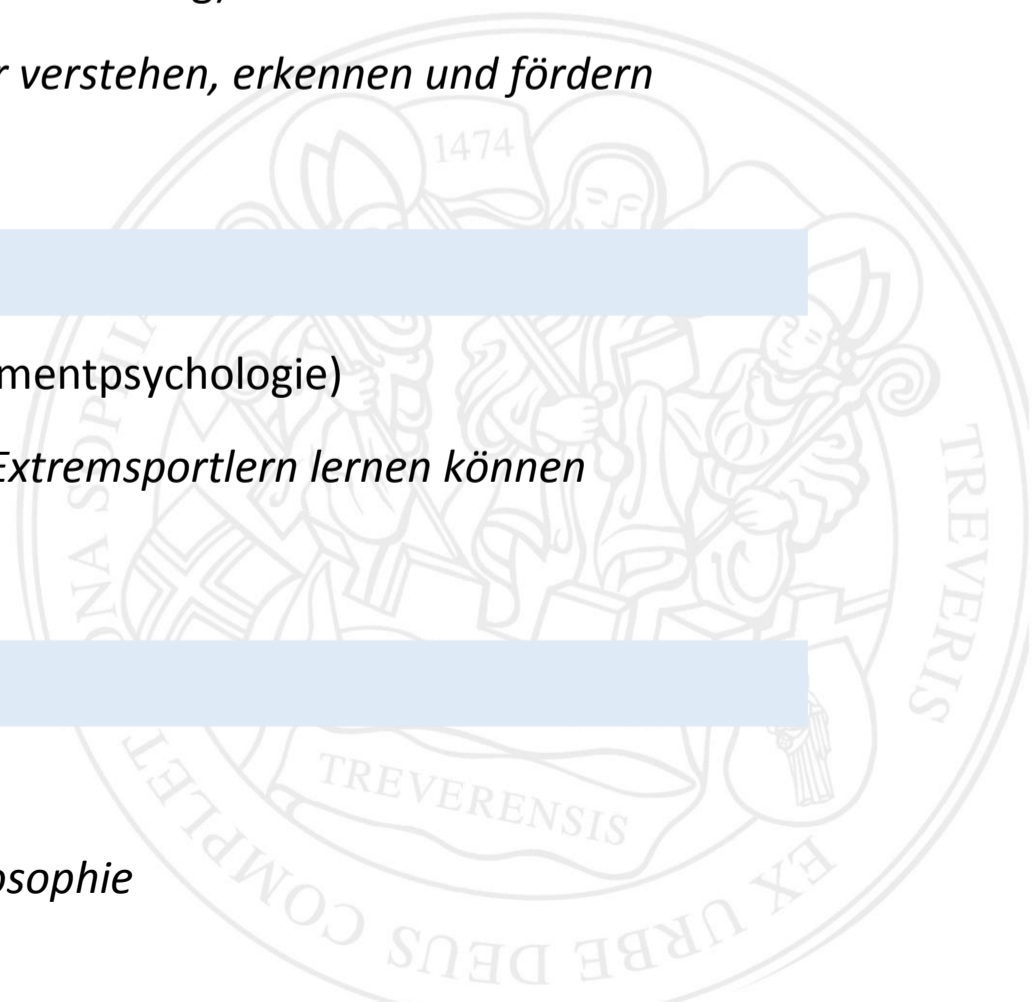 verstehen, erkennen und fördern
1474
mentpsychologie)
Extremsportlern lernen können
TREVERIS
TREVERENSIS
osophie
EX URBE DEUS COMPLET